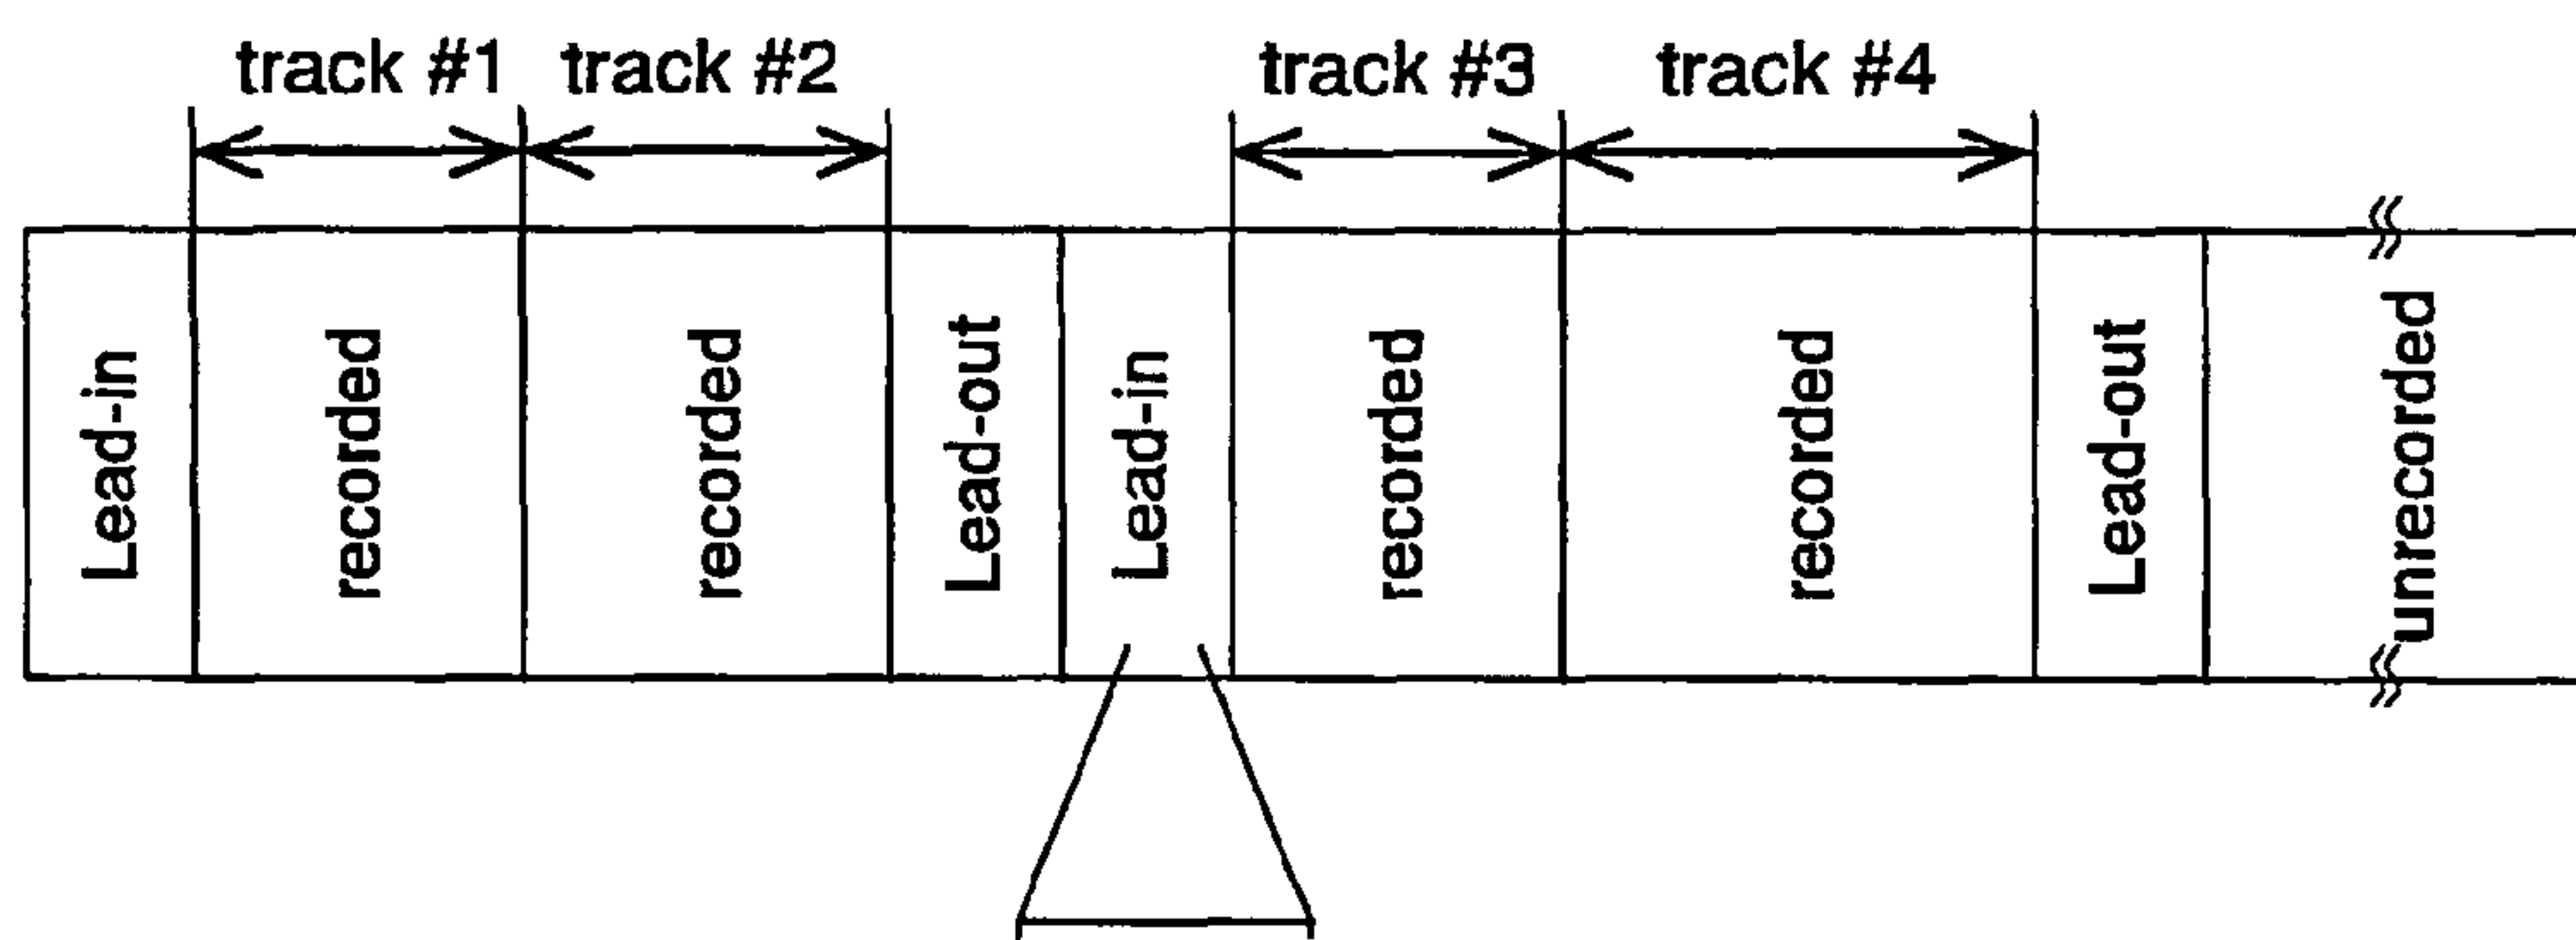 track #1 track #2 track #3 track #4
Lead-in
recorded
recorded
Lead-out
Lead-in
recorded
recorded
Lead-out
unrecorded